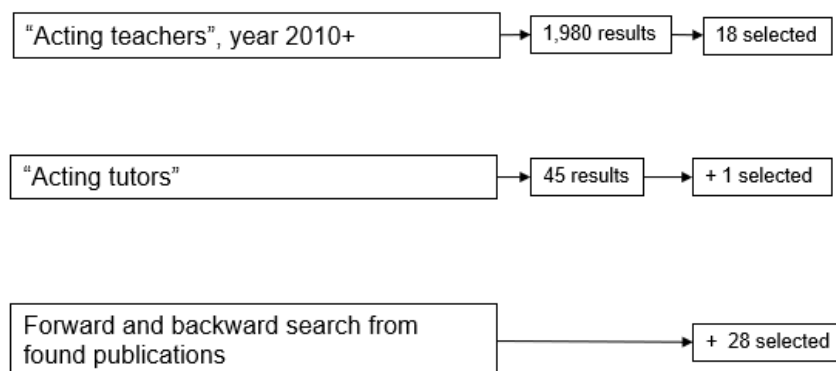 “Acting teachers”, year 2010+
1,980 results
18 selected
“Acting tutors”
45 results
+ 1 selected
Forward and backward search from
found publications
+ 28 selected